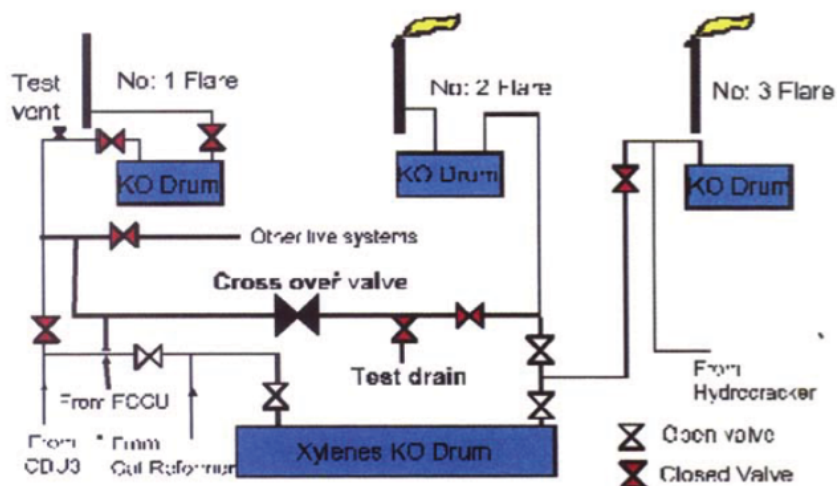 Test
vent
No: 1 Flare
No: 2 Flare
No: 3 Flare
KO Drum
KO Drum
KO Drum
Other live systems
Cross over valve
Test drain
From
Hydrocracker
From FCCU
From
CDU3
From
Cat Reformer
Xylenes KO Drum
Open valve
Closed Valve